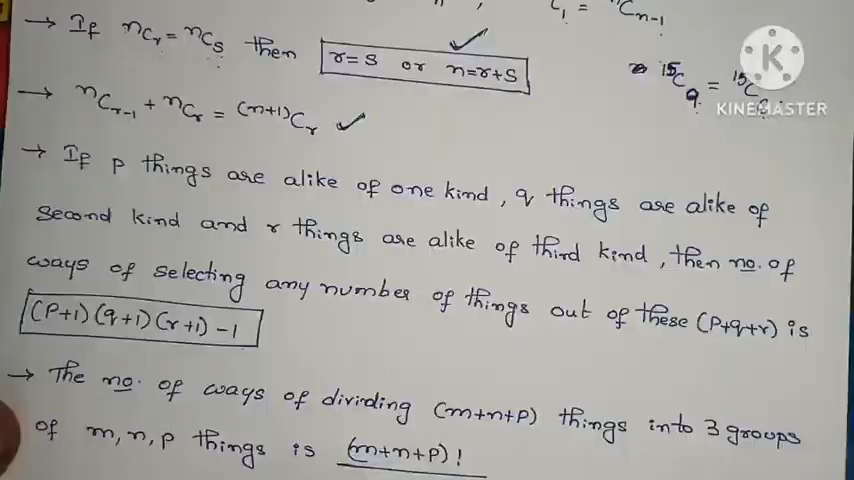 C₁ = ⁿCₙ₋₁
→ If ⁿCᵣ = ⁿCₛ then r=s or n=r+s
¹⁵C₉ = ¹⁵C
K
KINEMASTER
→ ⁿCᵣ₋₁ + ⁿCᵣ = ⁽ⁿ⁺¹⁾Cᵣ
→ If p things are alike of one kind, q things are alike of
second kind and r things are alike of third kind, then no. of
ways of selecting any number of things out of these (p+q+r) is
(p+1) (q+1) (r+1) - 1
→ The no. of ways of dividing (m+n+p) things into 3 groups
of m, n, p things is (m+n+p)!